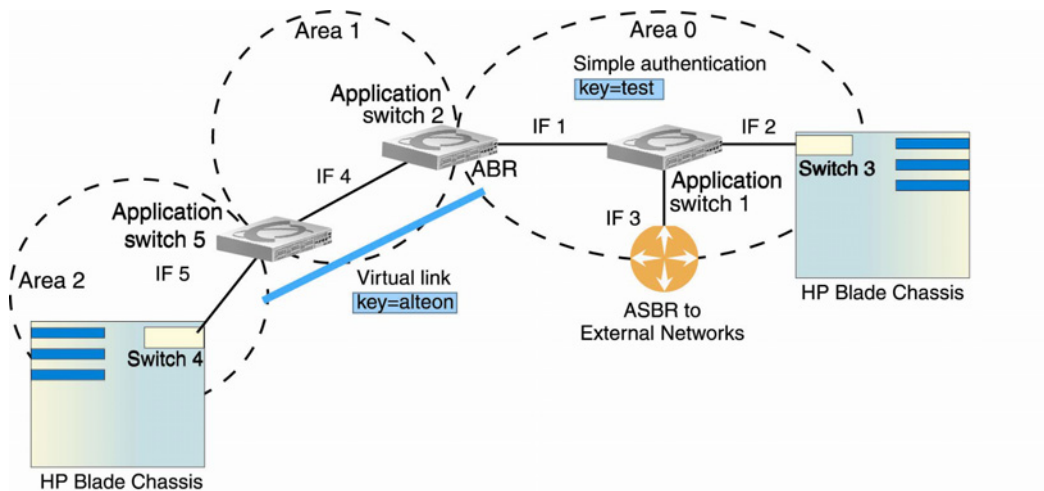 Area 1
Area 0
Simple authentication
key=test
Application
switch 2
IF 1
IF 2
ABR
Switch 3
IF 4
Application
switch 1
Application
switch 5
IF 3
IF 5
Area 2
Virtual link
key=alteon
HP Blade Chassis
ASBR to
External Networks
Switch 4
HP Blade Chassis